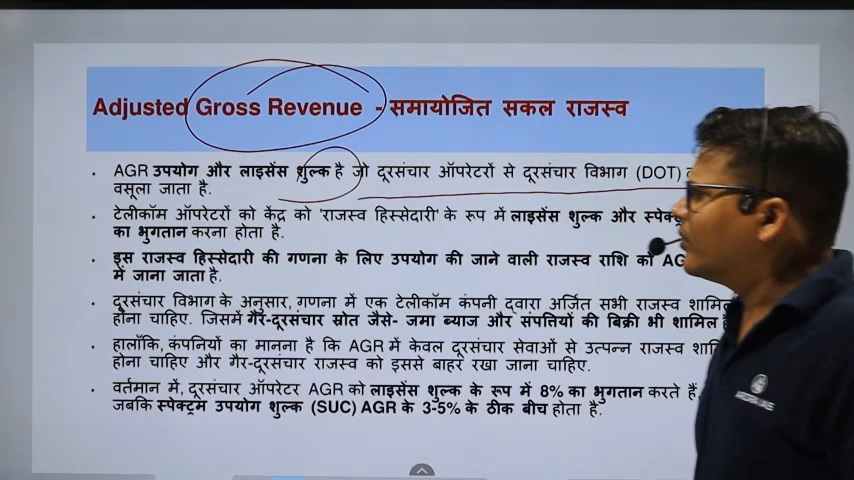 Adjusted Gross Revenue - समायोजित सकल राजस्व
• AGR उपयोग और लाइसेंस शुल्क है जो दूरसंचार ऑपरेटरों से दूरसंचार विभाग (DOT)
वसूला जाता है.
• टेलीकॉम ऑपरेटरों को केंद्र को 'राजस्व हिस्सेदारी' के रूप में लाइसेंस शुल्क और
का भुगतान करना होता है.
• इस राजस्व हिस्सेदारी की गणना के लिए उपयोग की जाने वाली राजस्व राशि को
में जाना जाता है.
• दूरसंचार विभाग के अनुसार, गणना में एक टेलीकॉम कंपनी द्वारा अर्जित सभी राजस्व
होना चाहिए. जिसमें गैर-दूरसंचार स्रोत जैसे- जमा ब्याज और संपत्तियों की बिक्री भी शामिल
• हालाँकि, कंपनियों का मानना है कि AGR में केवल दूरसंचार सेवाओं से उत्पन्न राजस्व
होना चाहिए और गैर-दूरसंचार राजस्व को इससे बाहर रखा जाना चाहिए.
• वर्तमान में, दूरसंचार ऑपरेटर AGR को लाइसेंस शुल्क के रूप में 8% का भुगतान करते हैं,
जबकि स्पेक्ट्रम उपयोग शुल्क (SUC) AGR के 3-5% के ठीक बीच होता है,